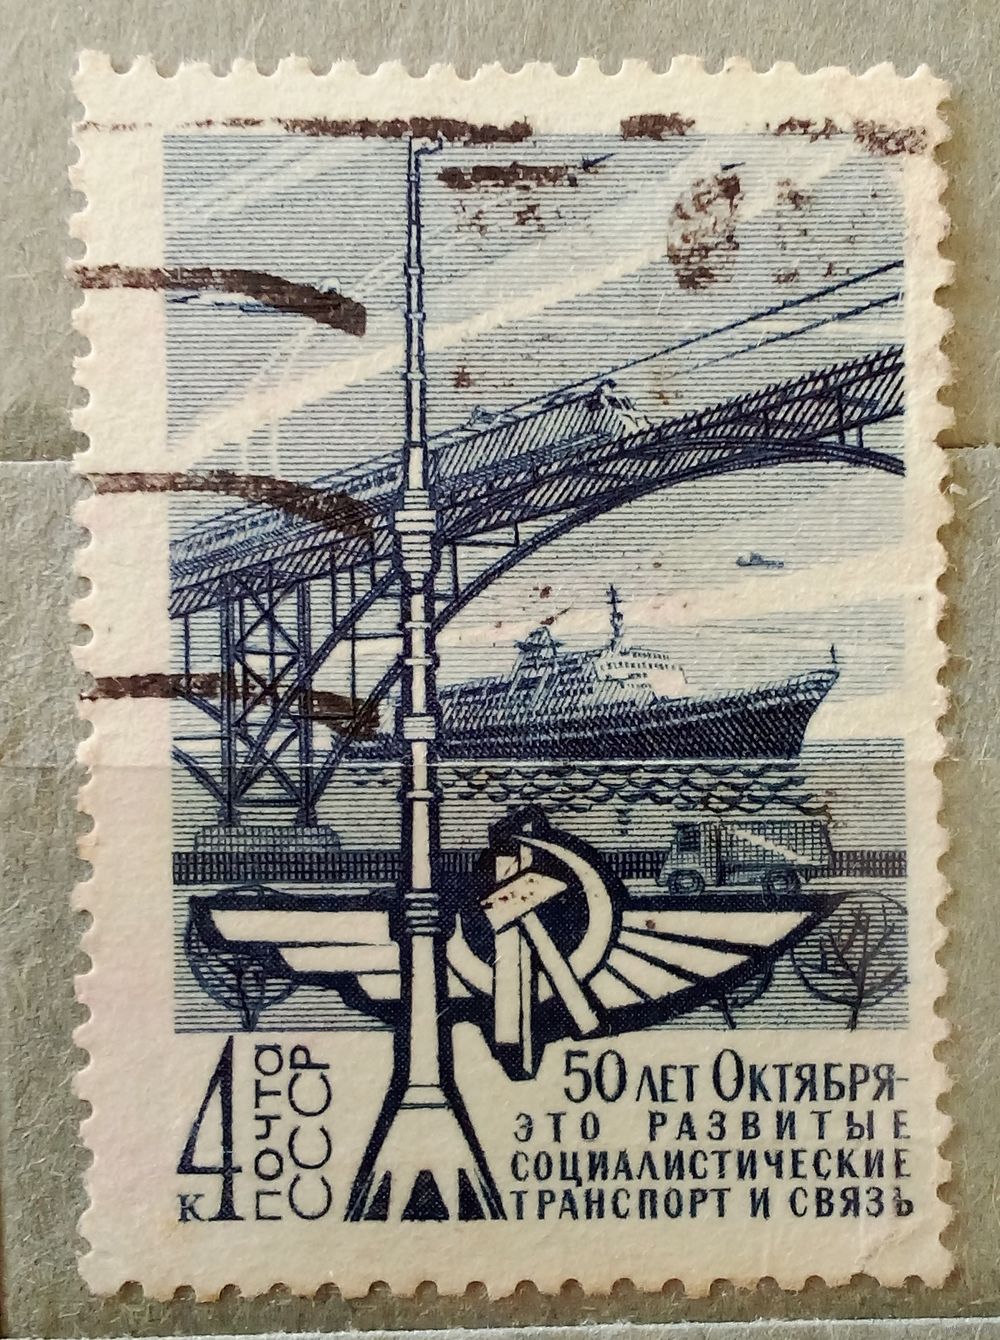 4 к
ПОЧТА
СССР
50 ЛЕТ ОКТЯБРЯ-
ЭТО РАЗВИТЫЕ
СОЦИАЛИСТИЧЕСКИЕ
ТРАНСПОРТ И СВЯЗЬ